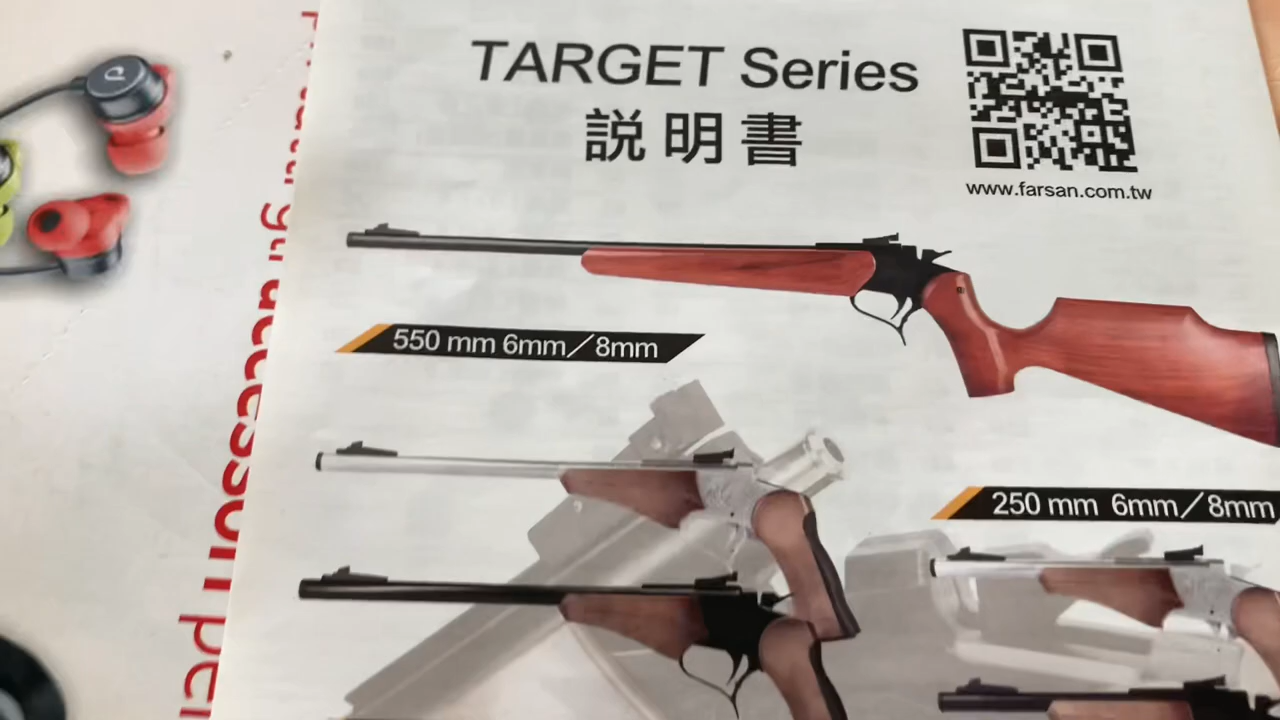 TARGET Series
説明書
www.farsan.com.tw
550 mm 6mm／8mm
250 mm 6mm／8mm